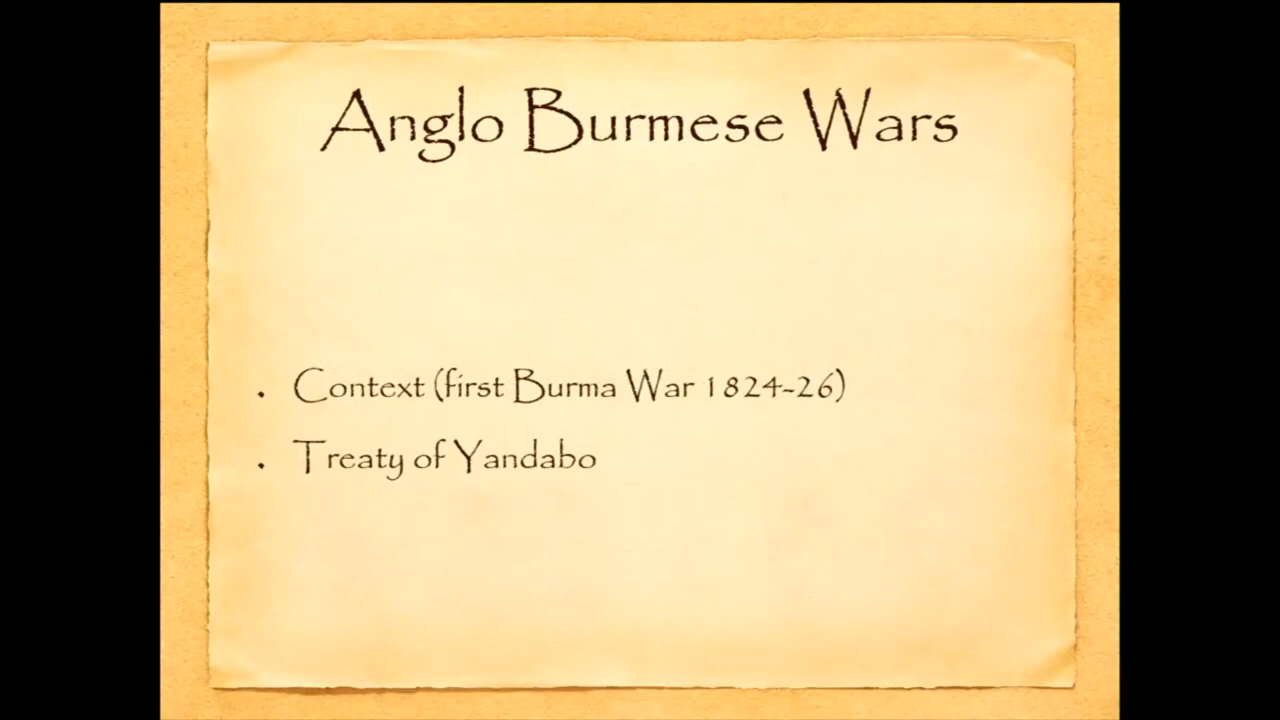 Anglo Burmese Wars
. Context (first Burma War 1824-26)
. Treaty of Yandabo